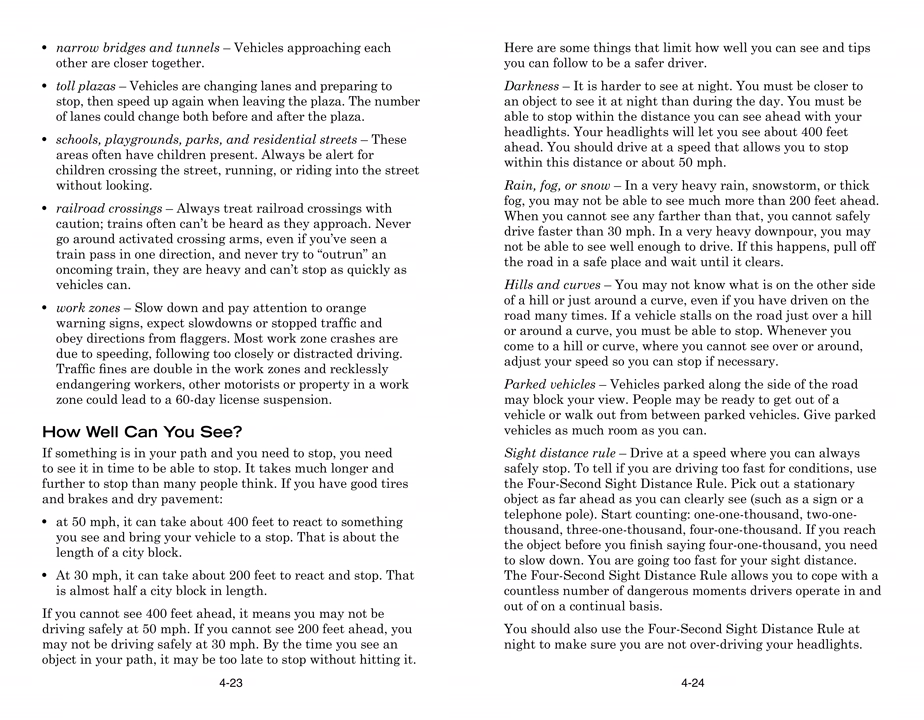 • narrow bridges and tunnels – Vehicles approaching each
other are closer together.
• toll plazas – Vehicles are changing lanes and preparing to
stop, then speed up again when leaving the plaza. The number
of lanes could change both before and after the plaza.
• schools, playgrounds, parks, and residential streets – These
areas often have children present. Always be alert for
children crossing the street, running, or riding into the street
without looking.
• railroad crossings – Always treat railroad crossings with
caution; trains often can't be heard as they approach. Never
go around activated crossing arms, even if you've seen a
train pass in one direction, and never try to “outrun” an
oncoming train, they are heavy and can't stop as quickly as
vehicles can.
• work zones – Slow down and pay attention to orange
warning signs, expect slowdowns or stopped traffic and
obey directions from flaggers. Most work zone crashes are
due to speeding, following too closely or distracted driving.
Traffic fines are double in the work zones and recklessly
endangering workers, other motorists or property in a work
zone could lead to a 60-day license suspension.
How Well Can You See?
If something is in your path and you need to stop, you need
to see it in time to be able to stop. It takes much longer and
further to stop than many people think. If you have good tires
and brakes and dry pavement:
• at 50 mph, it can take about 400 feet to react to something
you see and bring your vehicle to a stop. That is about the
length of a city block.
• At 30 mph, it can take about 200 feet to react and stop. That
is almost half a city block in length.
If you cannot see 400 feet ahead, it means you may not be
driving safely at 50 mph. If you cannot see 200 feet ahead, you
may not be driving safely at 30 mph. By the time you see an
object in your path, it may be too late to stop without hitting it.
4-23
Here are some things that limit how well you can see and tips
you can follow to be a safer driver.
Darkness – It is harder to see at night. You must be closer to
an object to see it at night than during the day. You must be
able to stop within the distance you can see ahead with your
headlights. Your headlights will let you see about 400 feet
ahead. You should drive at a speed that allows you to stop
within this distance or about 50 mph.
Rain, fog, or snow – In a very heavy rain, snowstorm, or thick
fog, you may not be able to see much more than 200 feet ahead.
When you cannot see any farther than that, you cannot safely
drive faster than 30 mph. In a very heavy downpour, you may
not be able to see well enough to drive. If this happens, pull off
the road in a safe place and wait until it clears.
Hills and curves – You may not know what is on the other side
of a hill or just around a curve, even if you have driven on the
road many times. If a vehicle stalls on the road just over a hill
or around a curve, you must be able to stop. Whenever you
come to a hill or curve, where you cannot see over or around,
adjust your speed so you can stop if necessary.
Parked vehicles – Vehicles parked along the side of the road
may block your view. People may be ready to get out of a
vehicle or walk out from between parked vehicles. Give parked
vehicles as much room as you can.
Sight distance rule – Drive at a speed where you can always
safely stop. To tell if you are driving too fast for conditions, use
the Four-Second Sight Distance Rule. Pick out a stationary
object as far ahead as you can clearly see (such as a sign or a
telephone pole). Start counting: one-one-thousand, two-one-
thousand, three-one-thousand, four-one-thousand. If you reach
the object before you finish saying four-one-thousand, you need
to slow down. You are going too fast for your sight distance.
The Four-Second Sight Distance Rule allows you to cope with a
countless number of dangerous moments drivers operate in and
out of on a continual basis.
You should also use the Four-Second Sight Distance Rule at
night to make sure you are not over-driving your headlights.
4-24